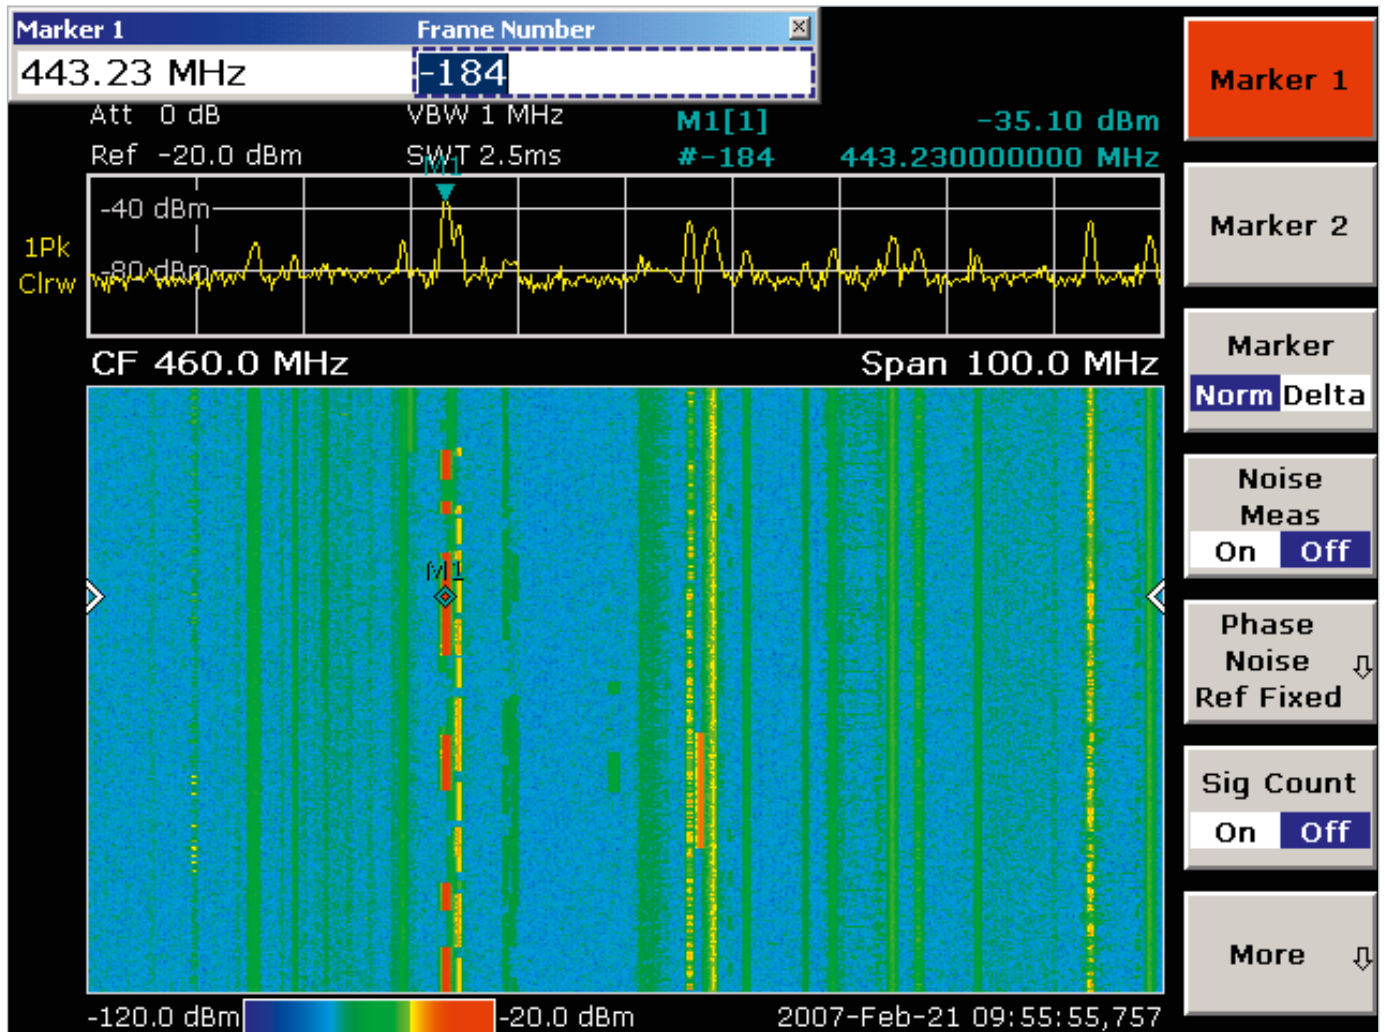 Marker 1 Frame Number
443.23 MHz -184
Att 0 dB VBW 1 MHz M1[1] -35.10 dBm
Ref -20.0 dBm SWT 2.5ms #-184 443.230000000 MHz
M1
-40 dBm
1Pk
-80 dBm
Clrw
CF 460.0 MHz Span 100.0 MHz
M1
-120.0 dBm -20.0 dBm 2007-Feb-21 09:55:55,757
Marker 1
Marker 2
Marker
Norm Delta
Noise
Meas
On Off
Phase
Noise
Ref Fixed
Sig Count
On Off
More